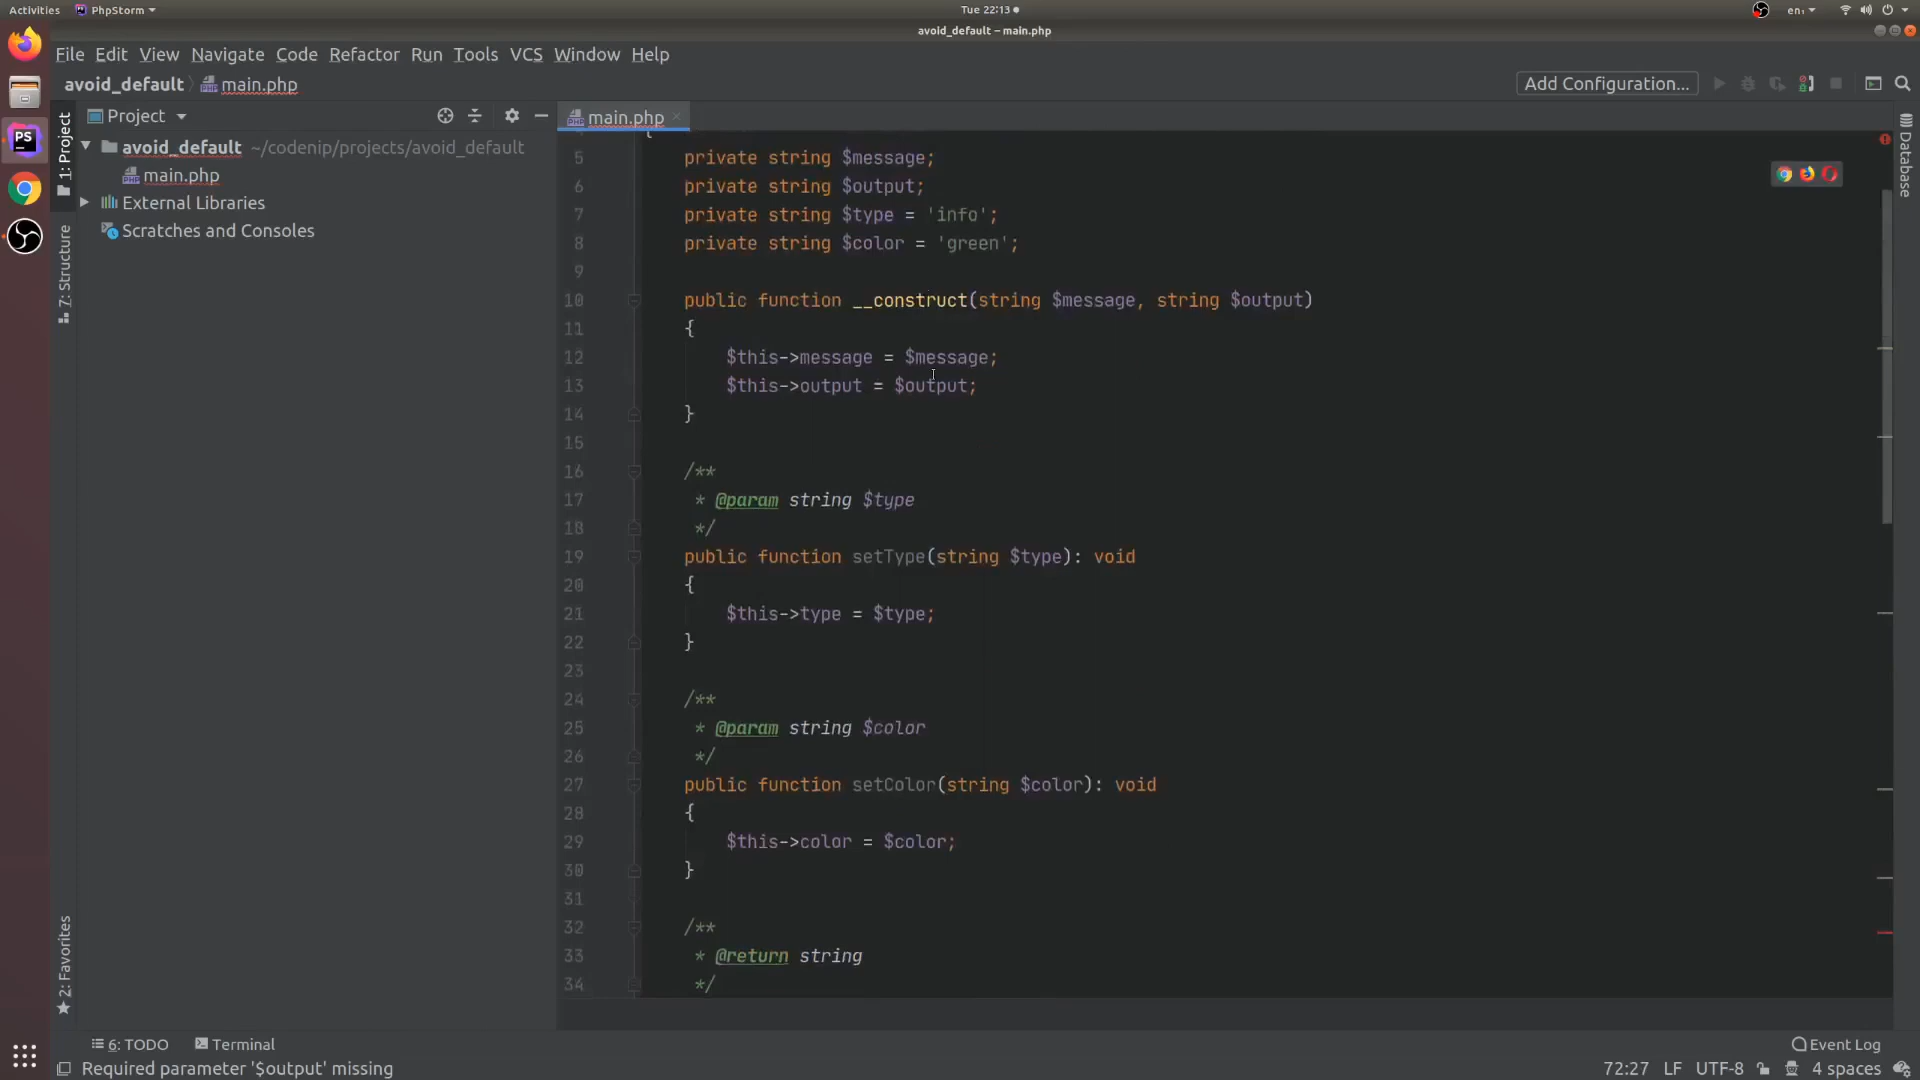 Activities
PhpStorm
Tue 22:13
en₁
avoid_default – main.php
File Edit View Navigate Code Refactor Run Tools VCS Window Help
avoid_default
main.php
Add Configuration...
Project
main.php
1: Project
7: Structure
2: Favorites
Database
avoid_default ~/codenip/projects/avoid_default
main.php
External Libraries
Scratches and Consoles
PS
{
5 private string $message;
6 private string $output;
7 private string $type = 'info';
8 private string $color = 'green';
9
10 public function __construct(string $message, string $output)
11 {
12 $this->message = $message;
13 $this->output = $output;
14 }
15
16 /**
17 * @param string $type
18 */
19 public function setType(string $type): void
20 {
21 $this->type = $type;
22 }
23
24 /**
25 * @param string $color
26 */
27 public function setColor(string $color): void
28 {
29 $this->color = $color;
30 }
31
32 /**
33 * @return string
34 */
6: TODO
Terminal
Event Log
Required parameter '$output' missing
72:27 LF UTF-8 4 spaces